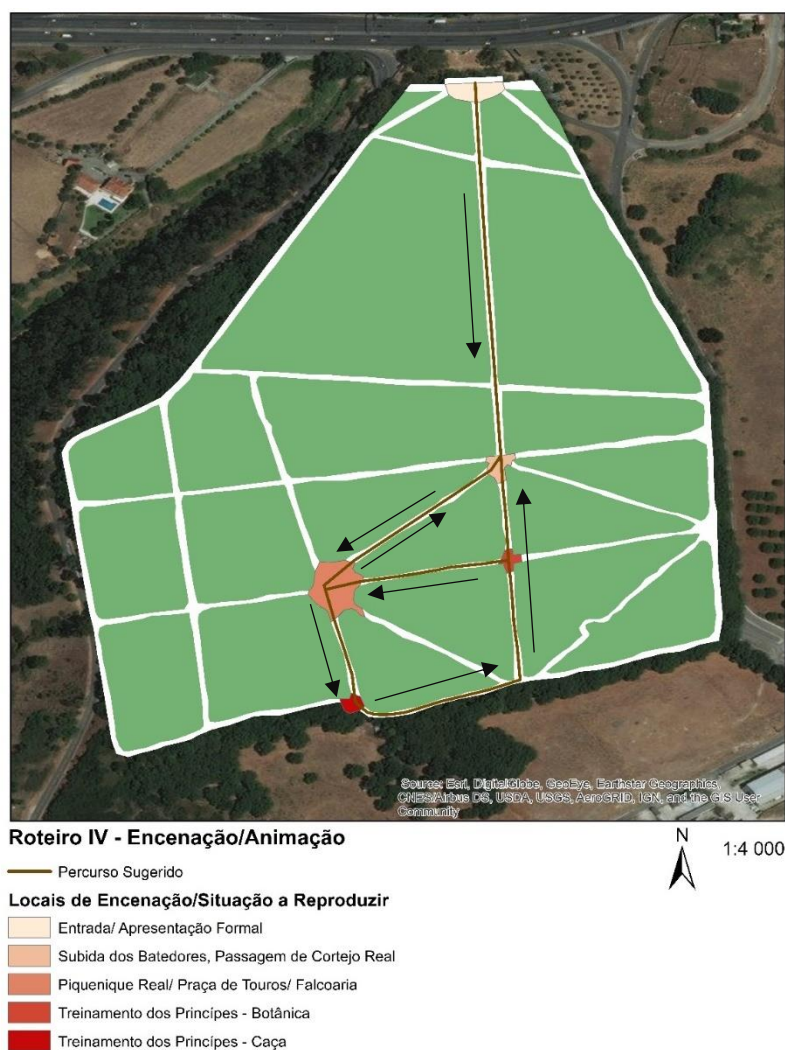 Source: Esri, DigitalGlobe, GeoEye, Earthstar Geographics,
CNES/Airbus DS, USDA, USGS, AeroGRID, IGN, and the GIS User
Community
Roteiro IV - Encenação/Animação
N
1:4 000
Percurso Sugerido
Locais de Encenação/Situação a Reproduzir
Entrada/ Apresentação Formal
Subida dos Batedores, Passagem de Cortejo Real
Piquenique Real/ Praça de Touros/ Falcoaria
Treinamento dos Princípes - Botânica
Treinamento dos Princípes - Caça